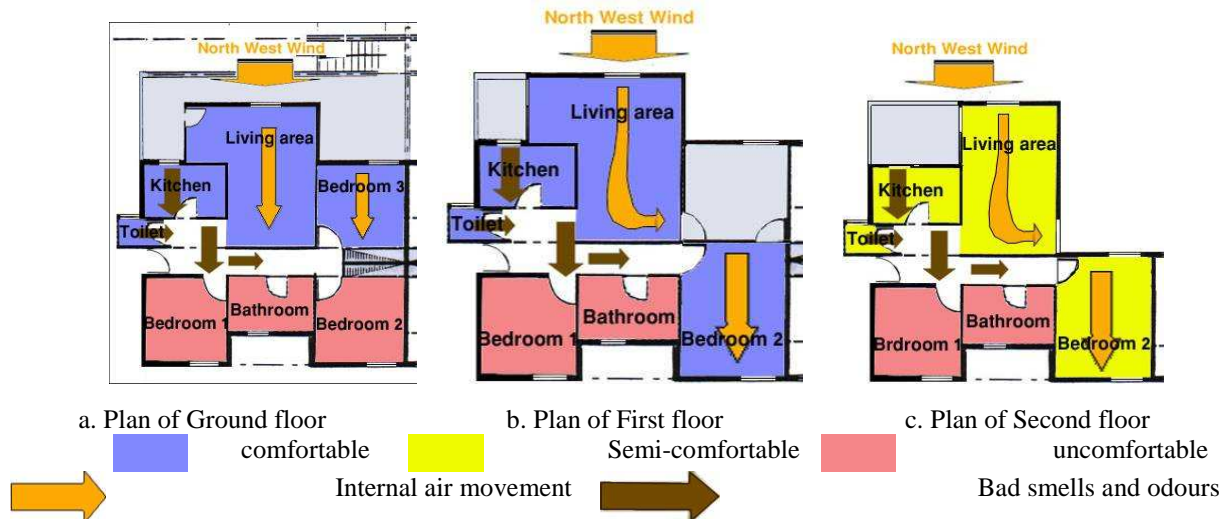 North West Wind
Living area
Kitchen
Bedroom 3
Toilet
Bathroom
Bedroom 1
Bedroom 2
North West Wind
Living area
Kitchen
Toilet
Bathroom
Bedroom 1
Bedroom 2
North West Wind
Living area
Kitchen
Toilet
Bathroom
Brdroom 1
Bedroom 2
a. Plan of Ground floor
b. Plan of First floor
c. Plan of Second floor
comfortable
Semi-comfortable
uncomfortable
Internal air movement
Bad smells and odours